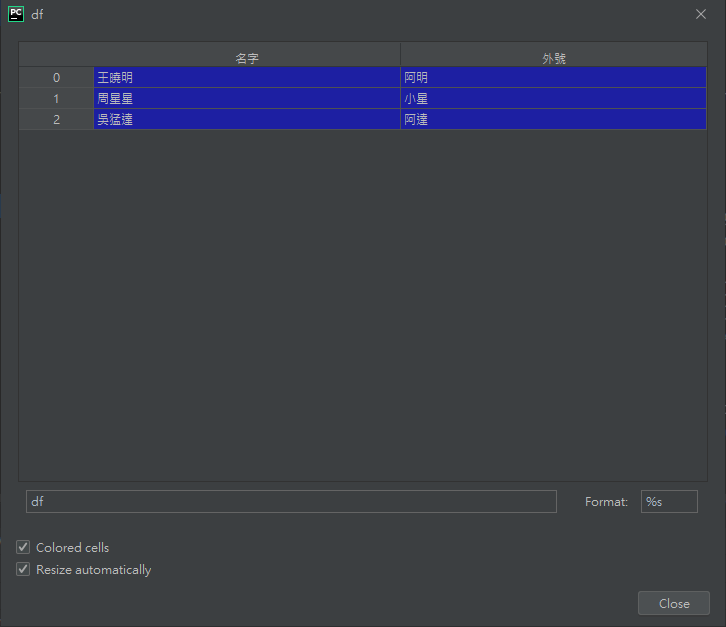 PC df
名字 外號
0 王曉明 阿明
1 周星星 小星
2 吳猛達 阿達
df Format: %s
Colored cells
Resize automatically
Close